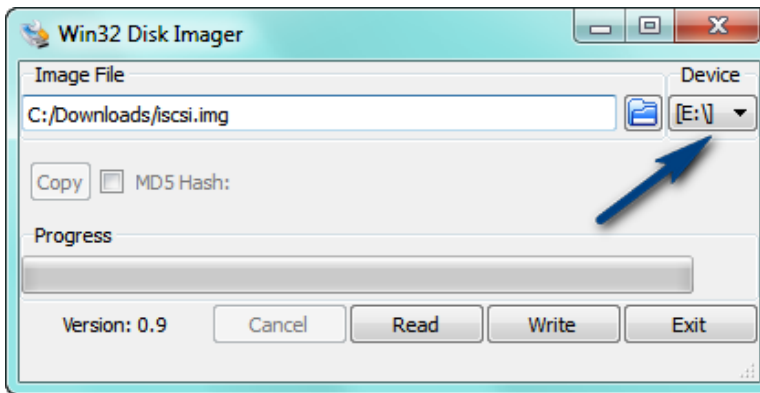 Win32 Disk Imager
Image File
Device
C:/Downloads/iscsi.img
[E:\]
Copy
MD5 Hash:
Progress
Version: 0.9
Cancel
Read
Write
Exit